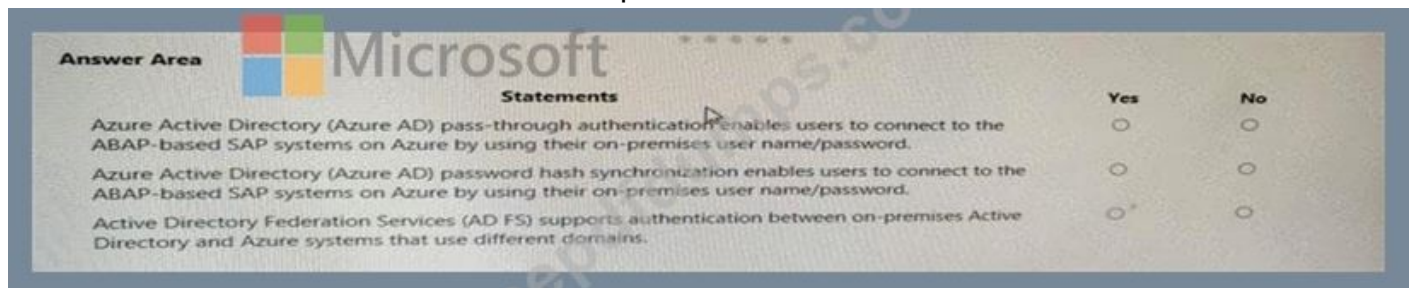 Answer Area
Microsoft
Statements
Yes
No
Azure Active Directory (Azure AD) pass-through authentication enables users to connect to the
ABAP-based SAP systems on Azure by using their on-premises user name/password.
Azure Active Directory (Azure AD) password hash synchronization enables users to connect to the
ABAP-based SAP systems on Azure by using their on-premises user name/password.
Active Directory Federation Services (AD FS) supports authentication between on-premises Active
Directory and Azure systems that use different domains.